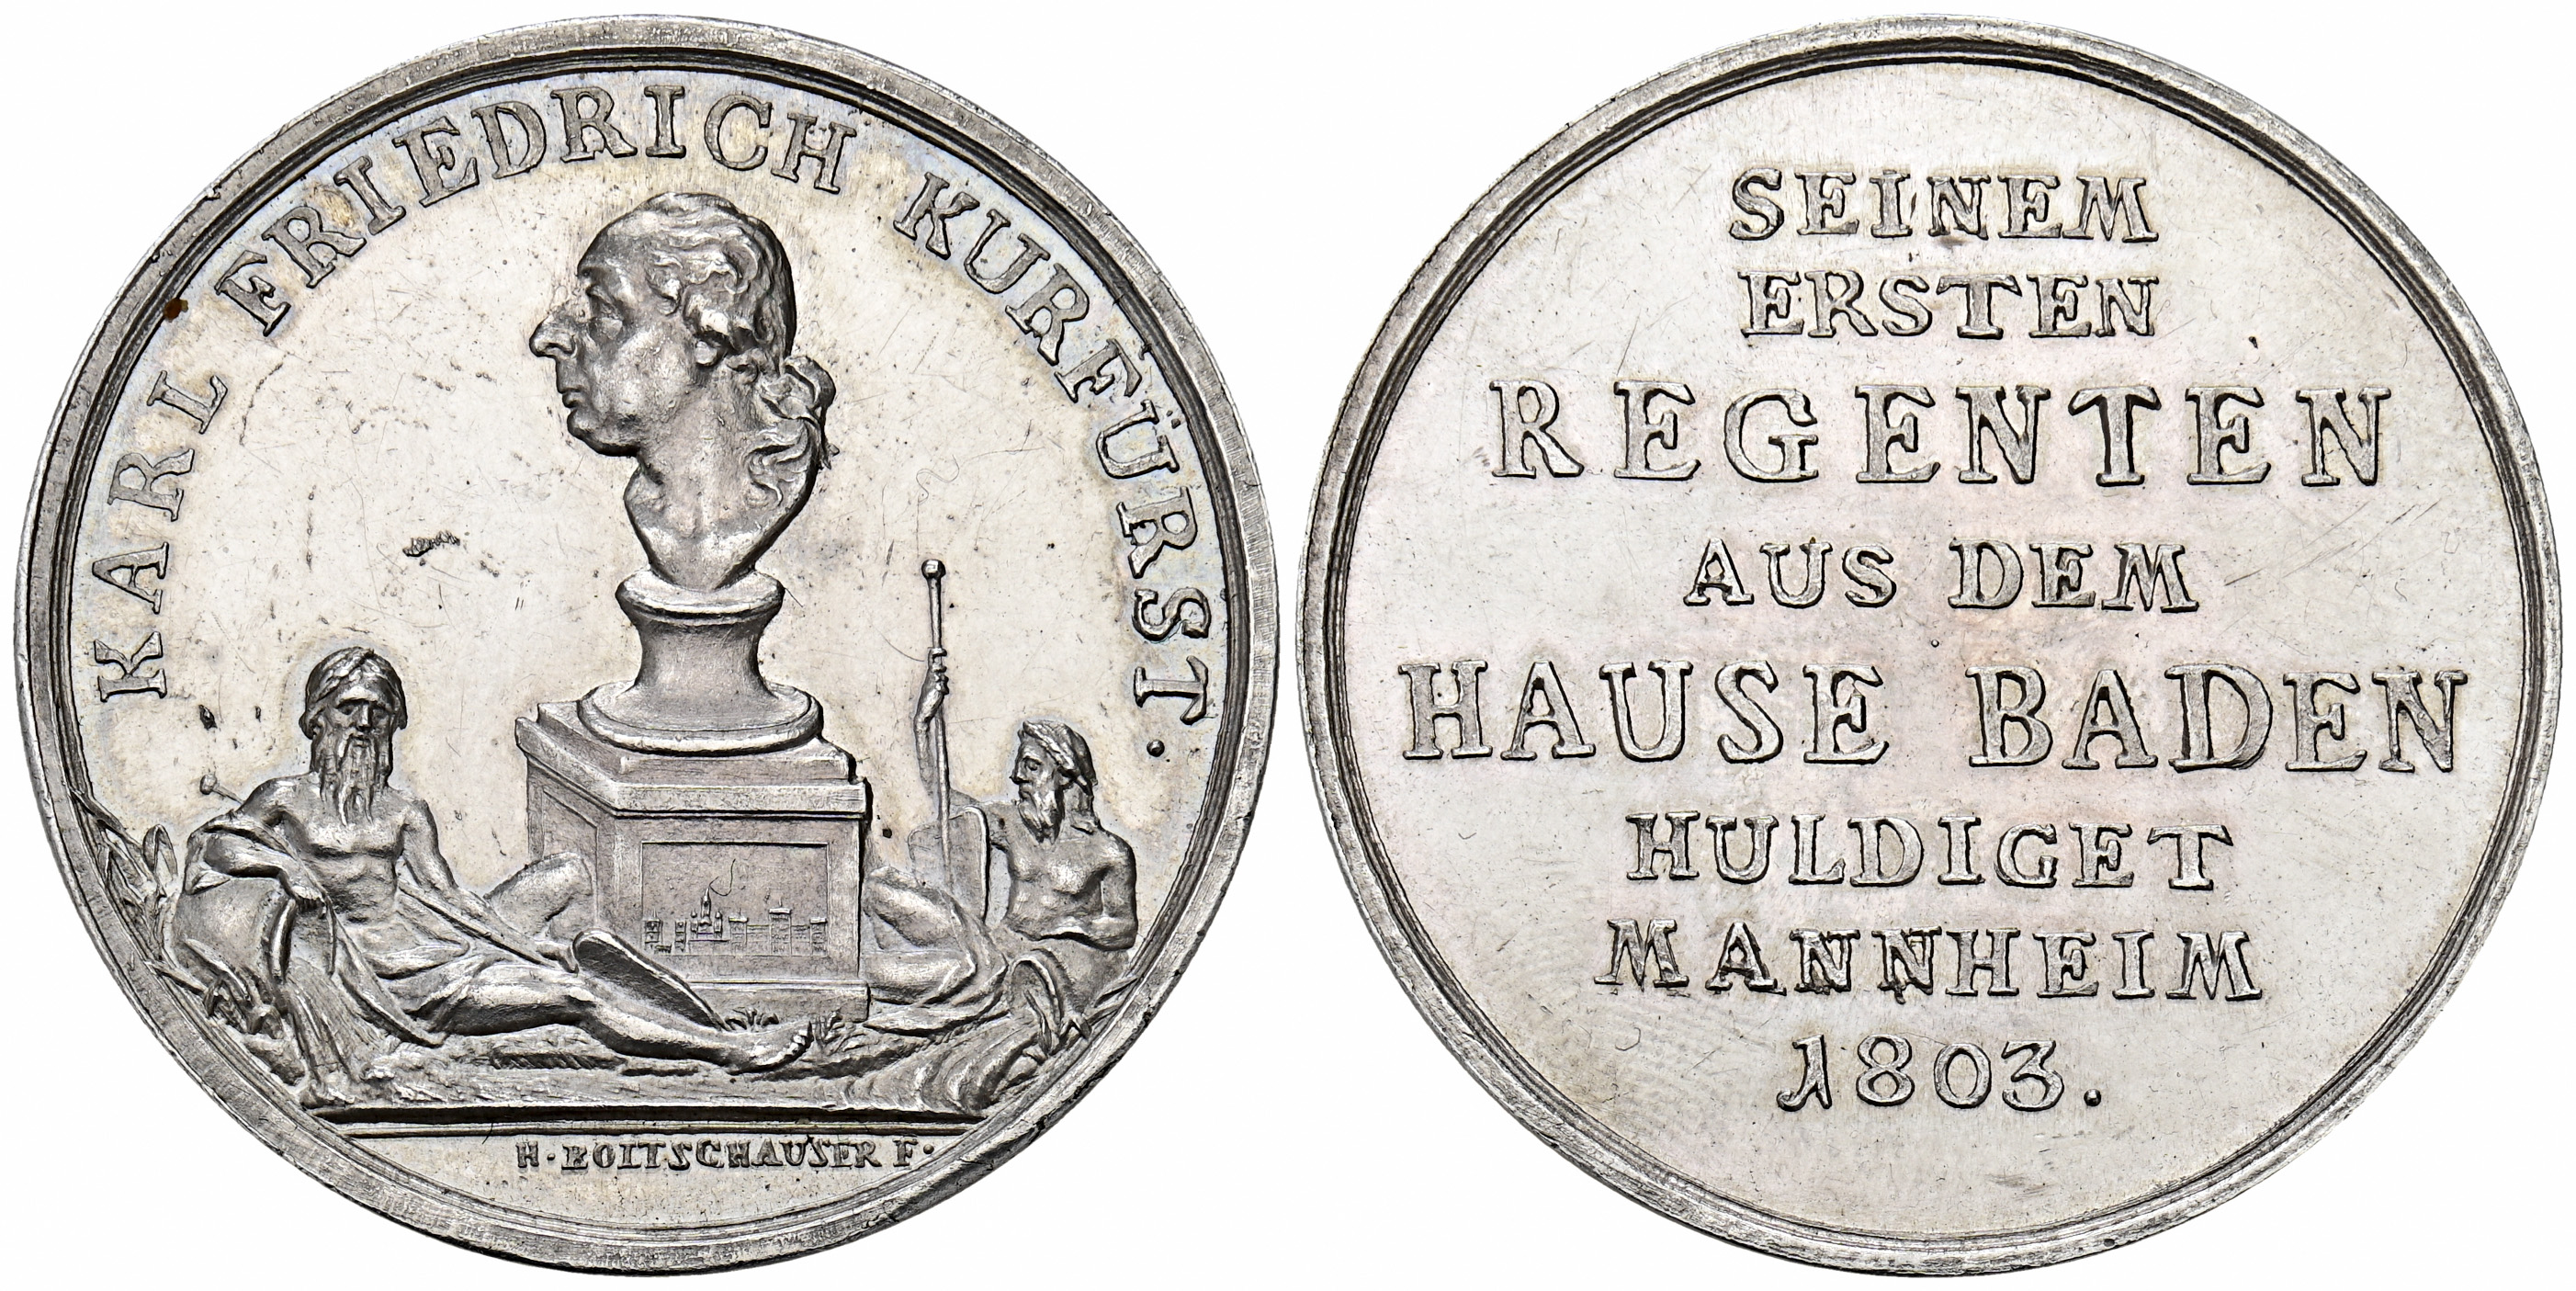 KARL FRIEDRICH KURFÜRST.
H. BOLTSCHAUSER F.
SEINEM
ERSTEN
REGENTEN
AUS DEM
HAUSE BADEN
HULDIGET
MANNHEIM
1803.